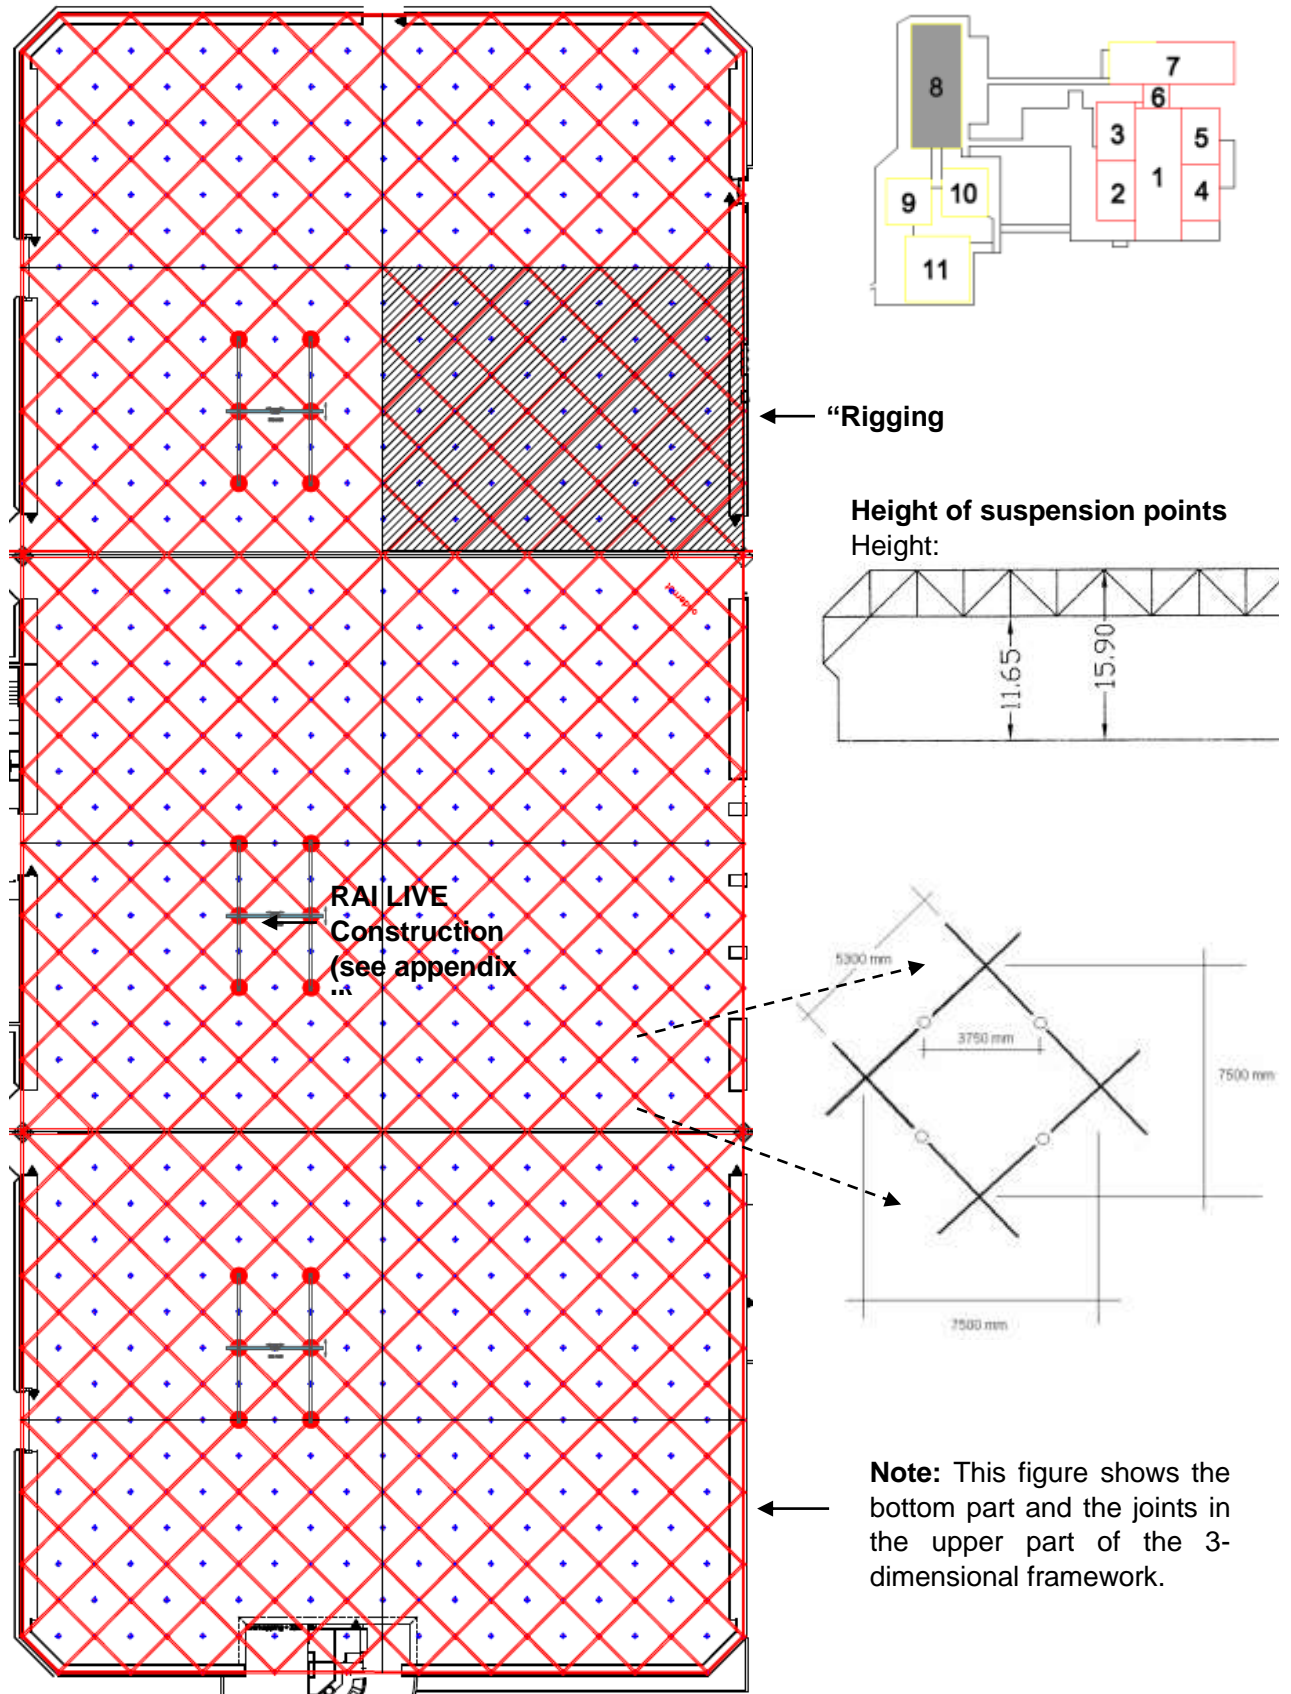 8
7
6
3
5
1
2
4
9
10
11
“Rigging
Height of suspension points
Height:
11.65
15.90
RAI LIVE
Construction
(see appendix
5300 mm
3750 mm
7500 mm
7500 mm
Note: This figure shows the
bottom part and the joints in
the upper part of the 3-
dimensional framework.